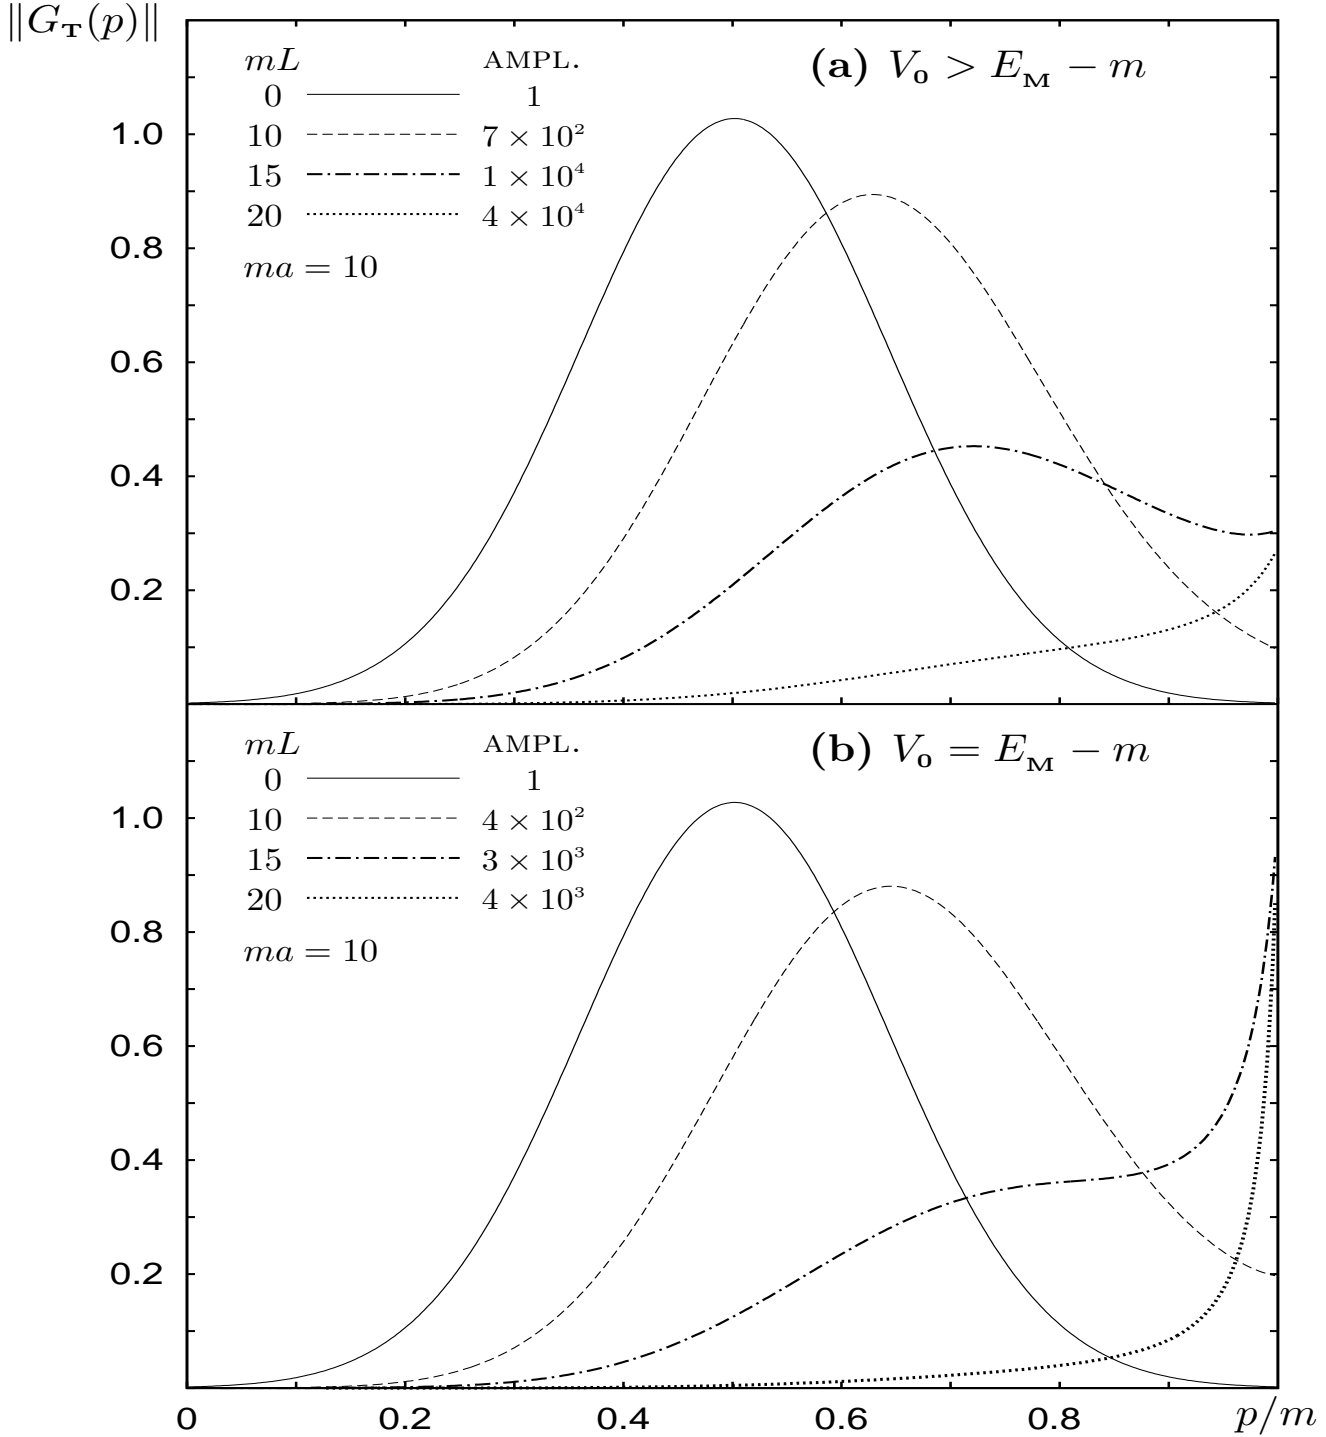 ‖G_T(p)‖
mL AMPL.
0 1
10 7 × 10²
15 1 × 10⁴
20 4 × 10⁴
ma = 10
(a) V₀ > E_M − m
1.0
0.8
0.6
0.4
0.2
mL AMPL.
0 1
10 4 × 10²
15 3 × 10³
20 4 × 10³
ma = 10
(b) V₀ = E_M − m
1.0
0.8
0.6
0.4
0.2
0 0.2 0.4 0.6 0.8 p/m